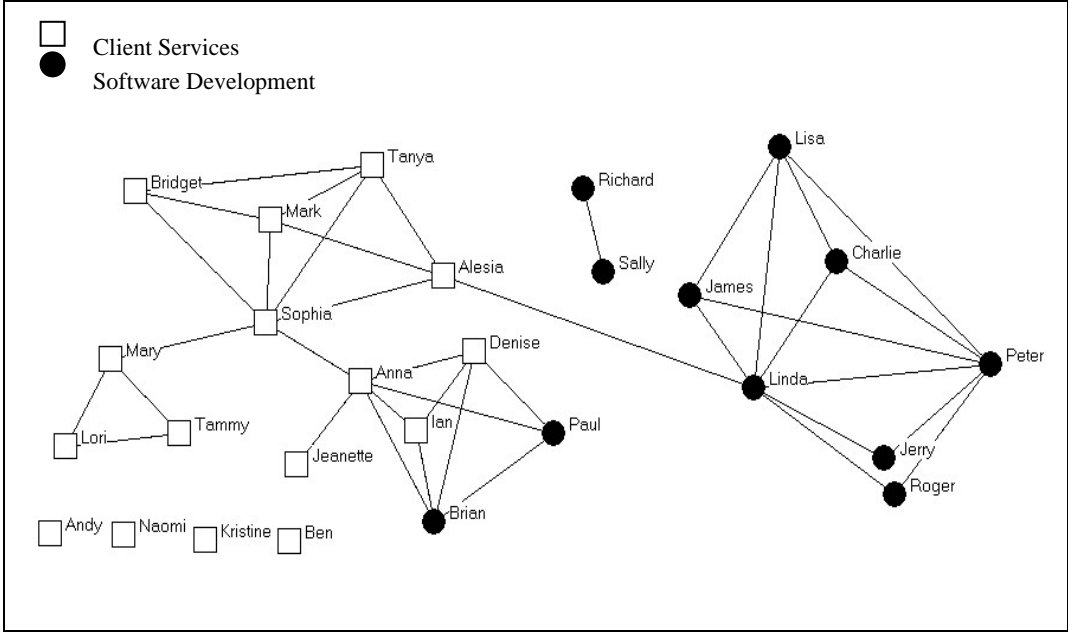 Client Services
Software Development
Lisa
Tanya
Richard
Bridget
Mark
Charlie
Sally
Alesia
James
Sophia
Denise
Mary
Peter
Anna
Linda
Ian
Paul
Tammy
Lori
Jerry
Jeanette
Roger
Brian
Andy
Naomi
Kristine
Ben